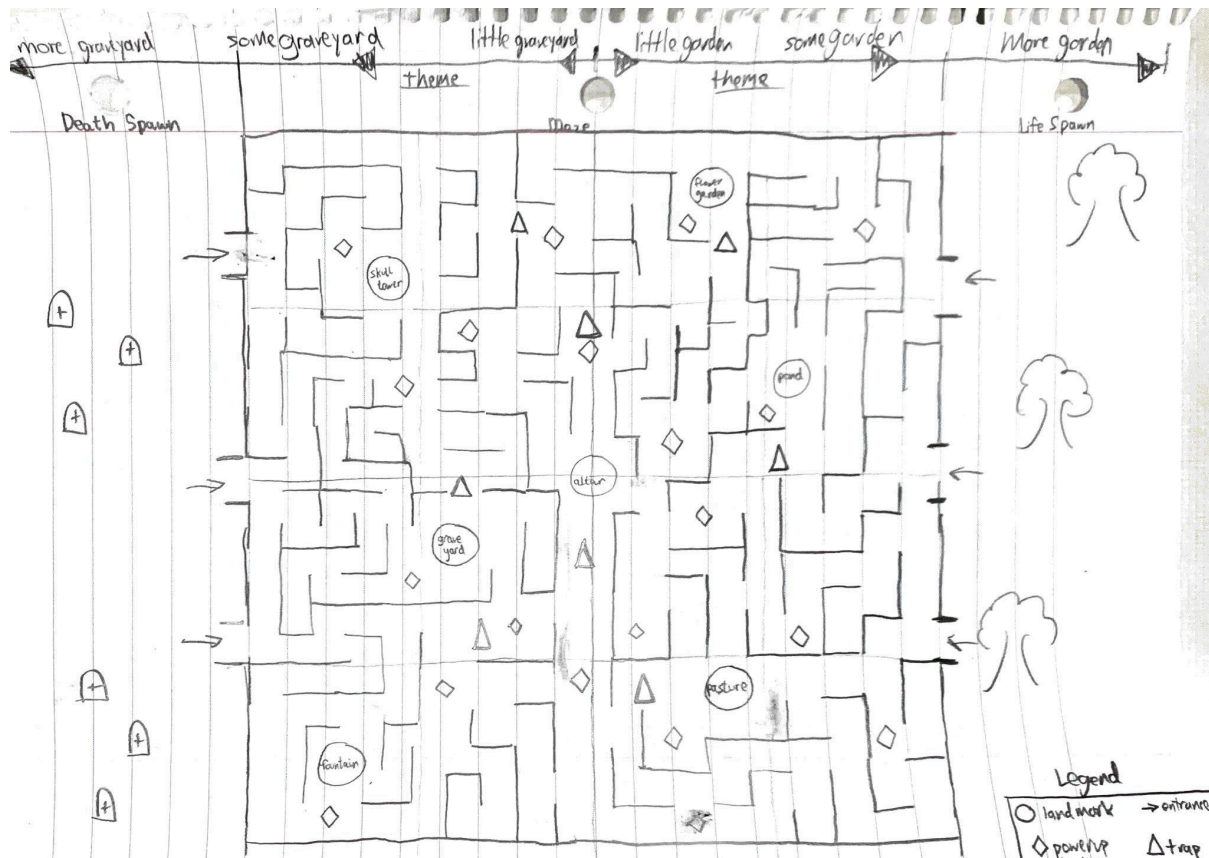 more graveyard some graveyard little graveyard little garden some garden More garden
theme theme
Death Spawn Maze Life Spawn
flower garden
skull tower
pond
altar
grave yard
pasture
fountain
Legend
landmark entrance
powerup trap